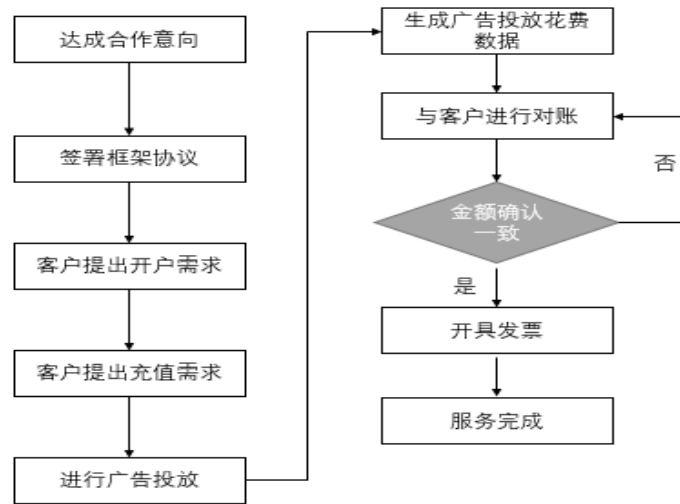 达成合作意向
签署框架协议
客户提出开户需求
客户提出充值需求
进行广告投放
生成广告投放花费
数据
与客户进行对账
否
金额确认
一致
是
开具发票
服务完成